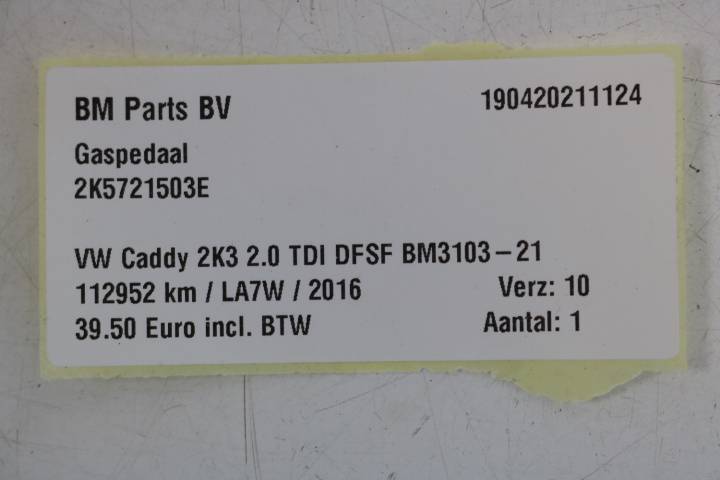 BM Parts BV 190420211124
Gaspedaal
2K5721503E
VW Caddy 2K3 2.0 TDI DFSF BM3103-21
112952 km / LA7W / 2016 Verz: 10
39.50 Euro incl. BTW Aantal: 1